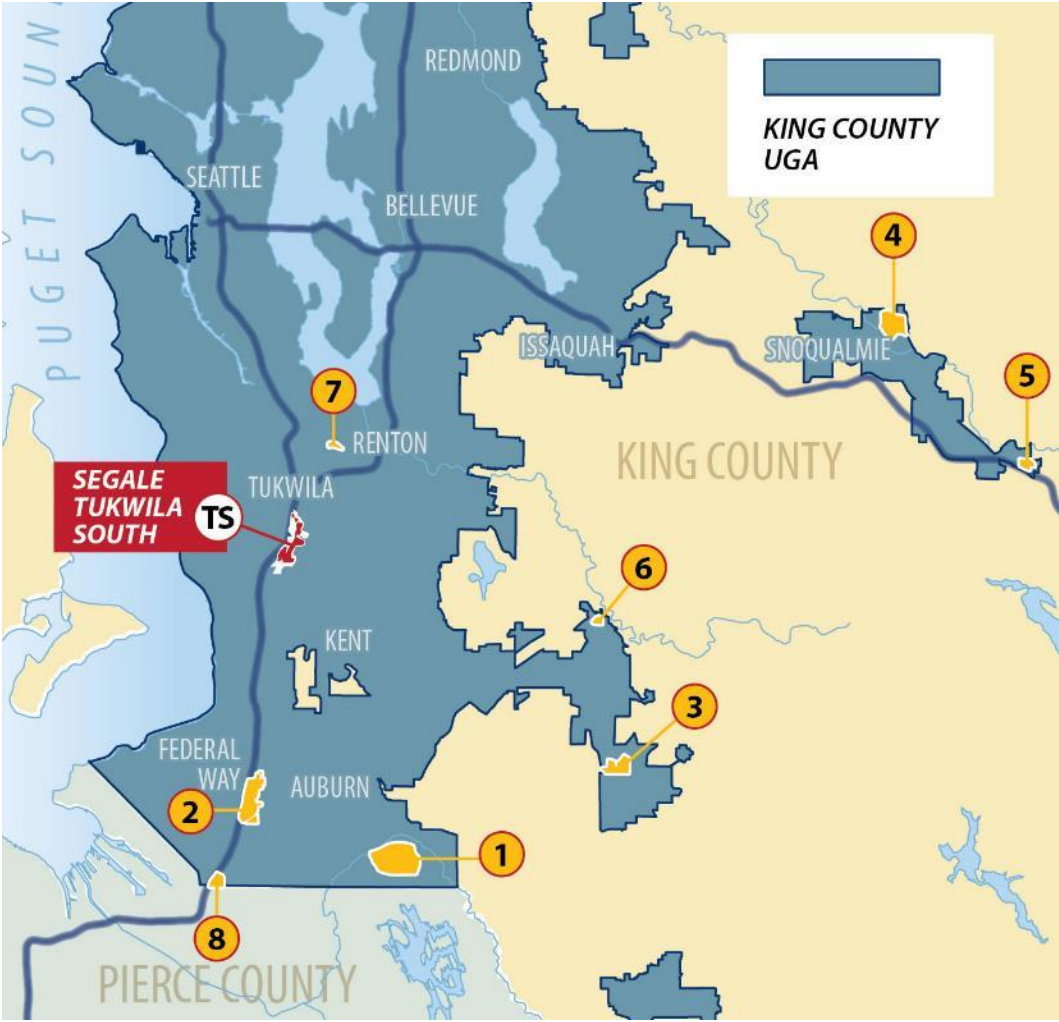 PUGET SOUND
REDMOND
KING COUNTY
UGA
SEATTLE
BELLEVUE
4
ISSAQUAH
SNOQUALMIE
5
7
RENTON
KING COUNTY
SEGALE
TUKWILA
SOUTH
TS
TUKWILA
6
KENT
3
FEDERAL
WAY
AUBURN
2
1
8
PIERCE COUNTY